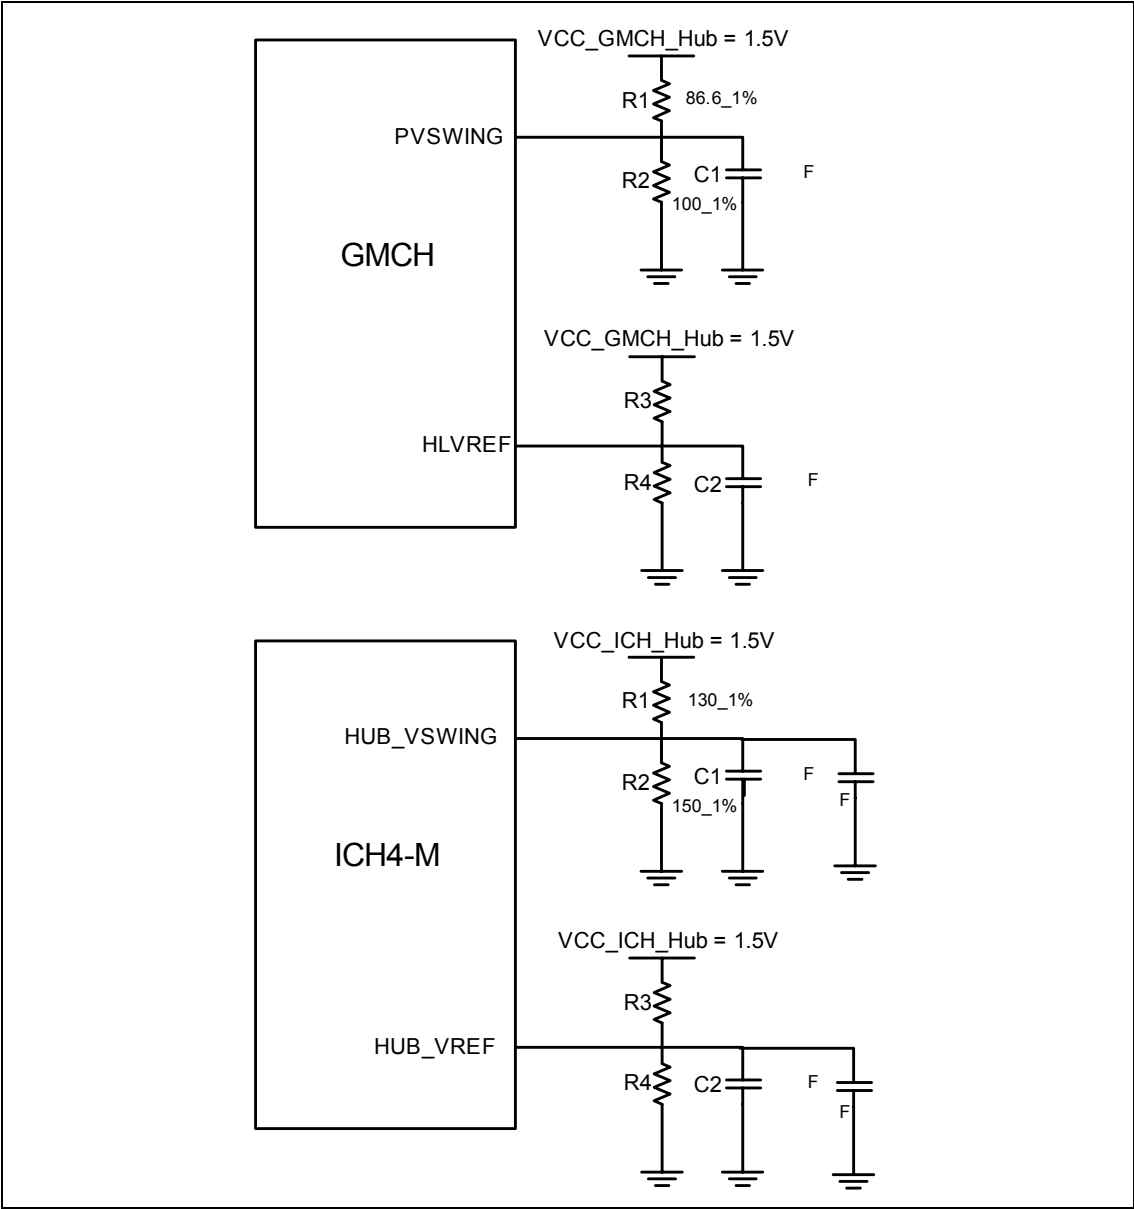 VCC_GMCH_Hub = 1.5V
R1
86.6_1%
PVSWING
R2
C1
F
100_1%
GMCH
VCC_GMCH_Hub = 1.5V
R3
HLVREF
R4
C2
F
VCC_ICH_Hub = 1.5V
R1
130_1%
HUB_VSWING
R2
C1
F
F
150_1%
ICH4-M
VCC_ICH_Hub = 1.5V
R3
HUB_VREF
R4
C2
F
F